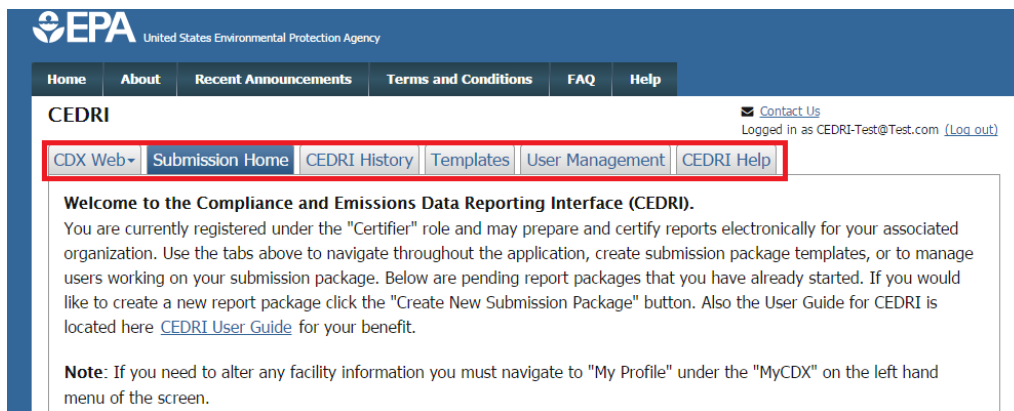 EPA United States Environmental Protection Agency
Home About Recent Announcements Terms and Conditions FAQ Help
CEDRI
Contact Us
Logged in as CEDRI-Test@Test.com (Log out)
CDX Web Submission Home CEDRI History Templates User Management CEDRI Help
Welcome to the Compliance and Emissions Data Reporting Interface (CEDRI).
You are currently registered under the "Certifier" role and may prepare and certify reports electronically for your associated
organization. Use the tabs above to navigate throughout the application, create submission package templates, or to manage
users working on your submission package. Below are pending report packages that you have already started. If you would
like to create a new report package click the "Create New Submission Package" button. Also the User Guide for CEDRI is
located here CEDRI User Guide for your benefit.
Note: If you need to alter any facility information you must navigate to "My Profile" under the "MyCDX" on the left hand
menu of the screen.